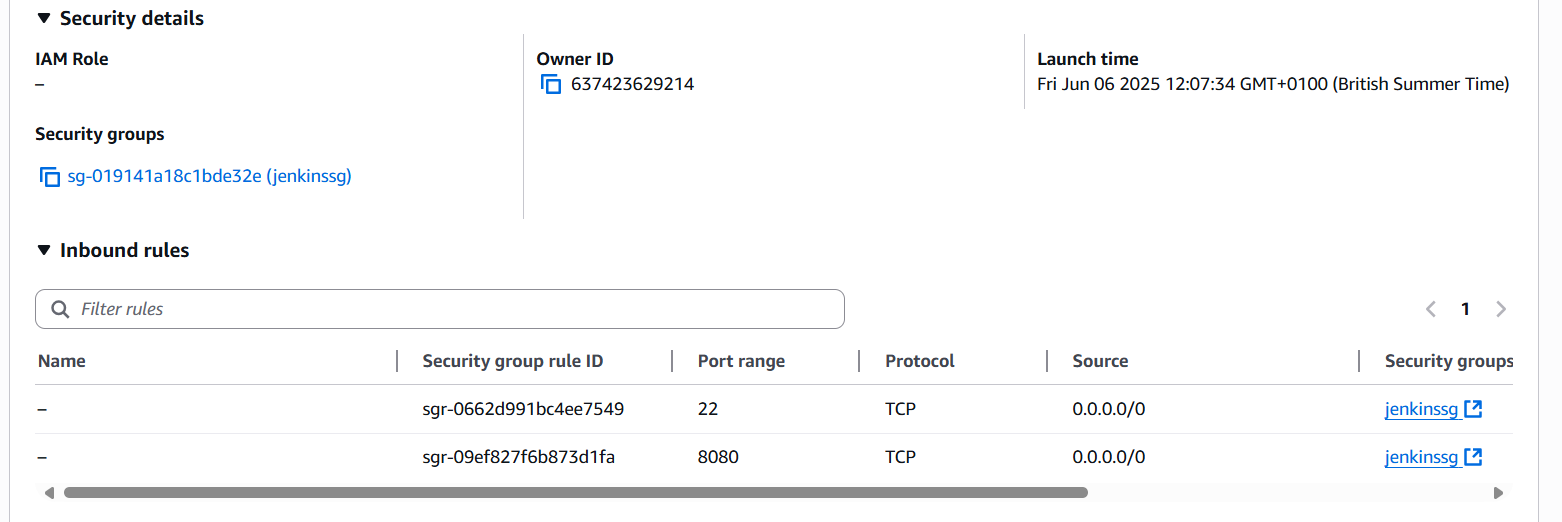 Security details
IAM Role
–
Owner ID
637423629214
Launch time
Fri Jun 06 2025 12:07:34 GMT+0100 (British Summer Time)
Security groups
sg-019141a18c1bde32e (jenkinssg)
Inbound rules
Filter rules
1
Name Security group rule ID Port range Protocol Source Security groups
– sgr-0662d991bc4ee7549 22 TCP 0.0.0.0/0 jenkinssg
– sgr-09ef827f6b873d1fa 8080 TCP 0.0.0.0/0 jenkinssg